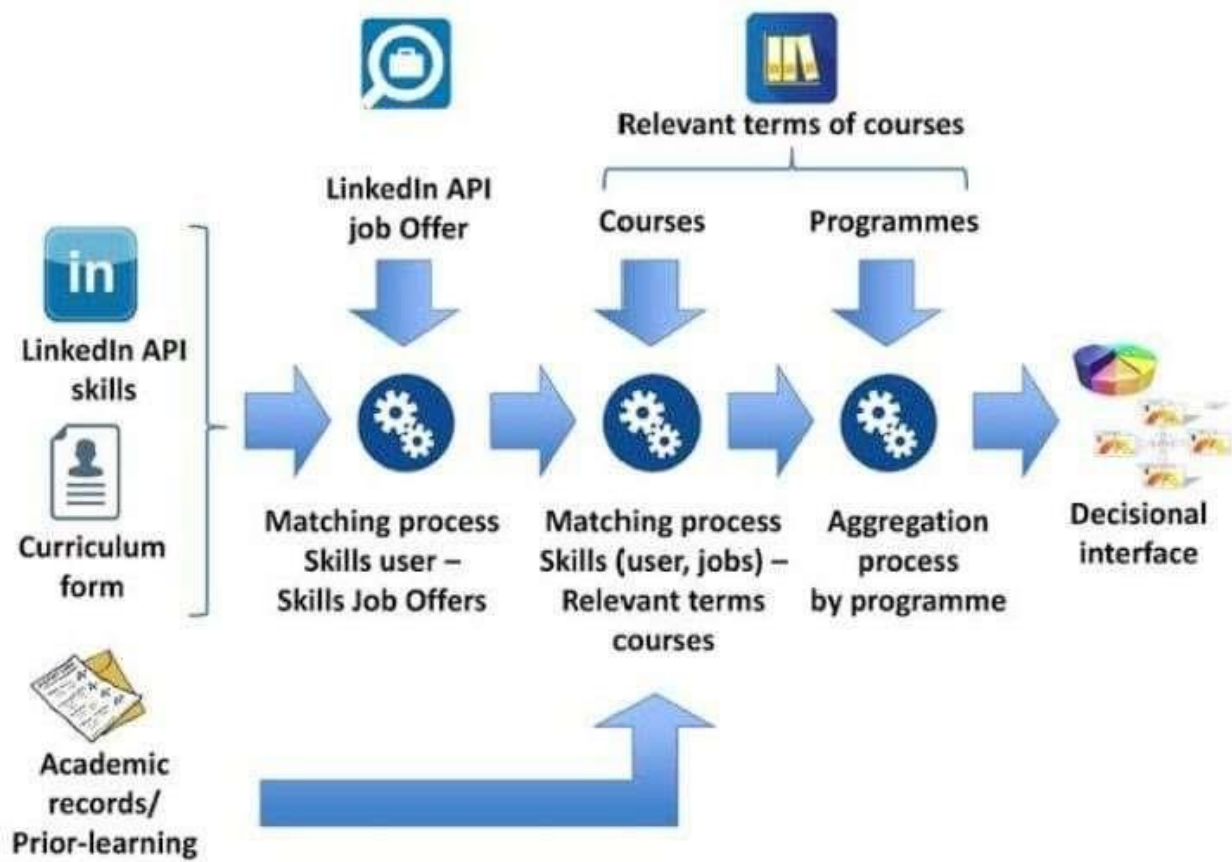 Relevant terms of courses
LinkedIn API
job Offer
Courses
Programmes
in
LinkedIn API
skills
Curriculum
form
Matching process
Skills user –
Skills Job Offers
Matching process
Skills (user, jobs) –
Relevant terms
courses
Aggregation
process
by programme
Decisional
interface
Academic
records/
Prior-learning